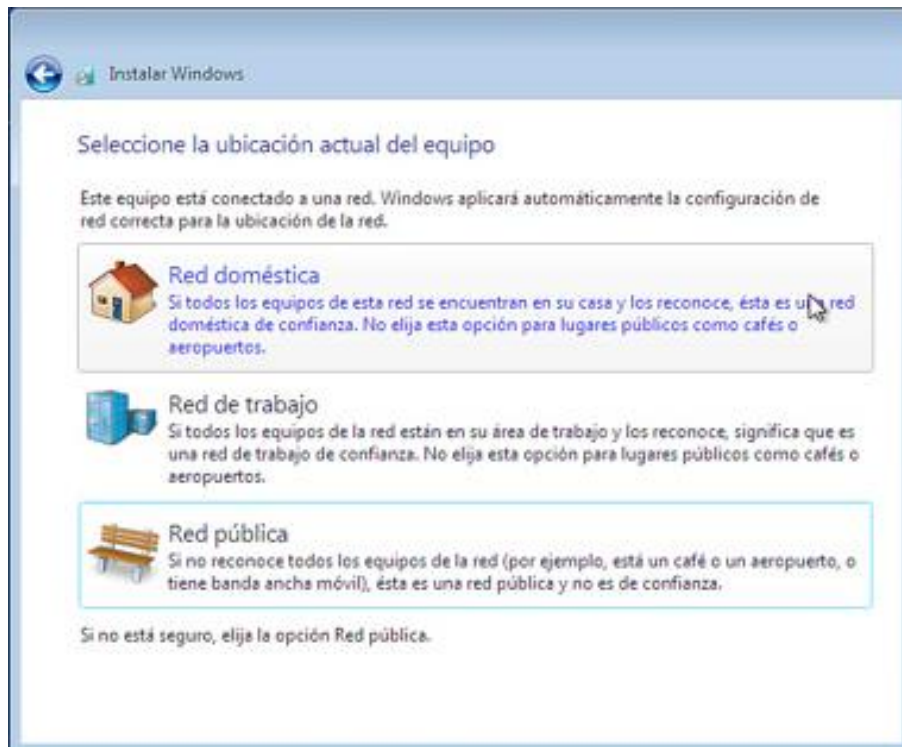 Instalar Windows
Seleccione la ubicación actual del equipo
Este equipo está conectado a una red. Windows aplicará automáticamente la configuración de
red correcta para la ubicación de la red.
Red doméstica
Si todos los equipos de esta red se encuentran en su casa y los reconoce, ésta es una red
doméstica de confianza. No elija esta opción para lugares públicos como cafés o
aeropuertos.
Red de trabajo
Si todos los equipos de la red están en su área de trabajo y los reconoce, significa que es
una red de trabajo de confianza. No elija esta opción para lugares públicos como cafés o
aeropuertos.
Red pública
Si no reconoce todos los equipos de la red (por ejemplo, está un café o un aeropuerto, o
tiene banda ancha móvil), ésta es una red pública y no es de confianza.
Si no está seguro, elija la opción Red pública.